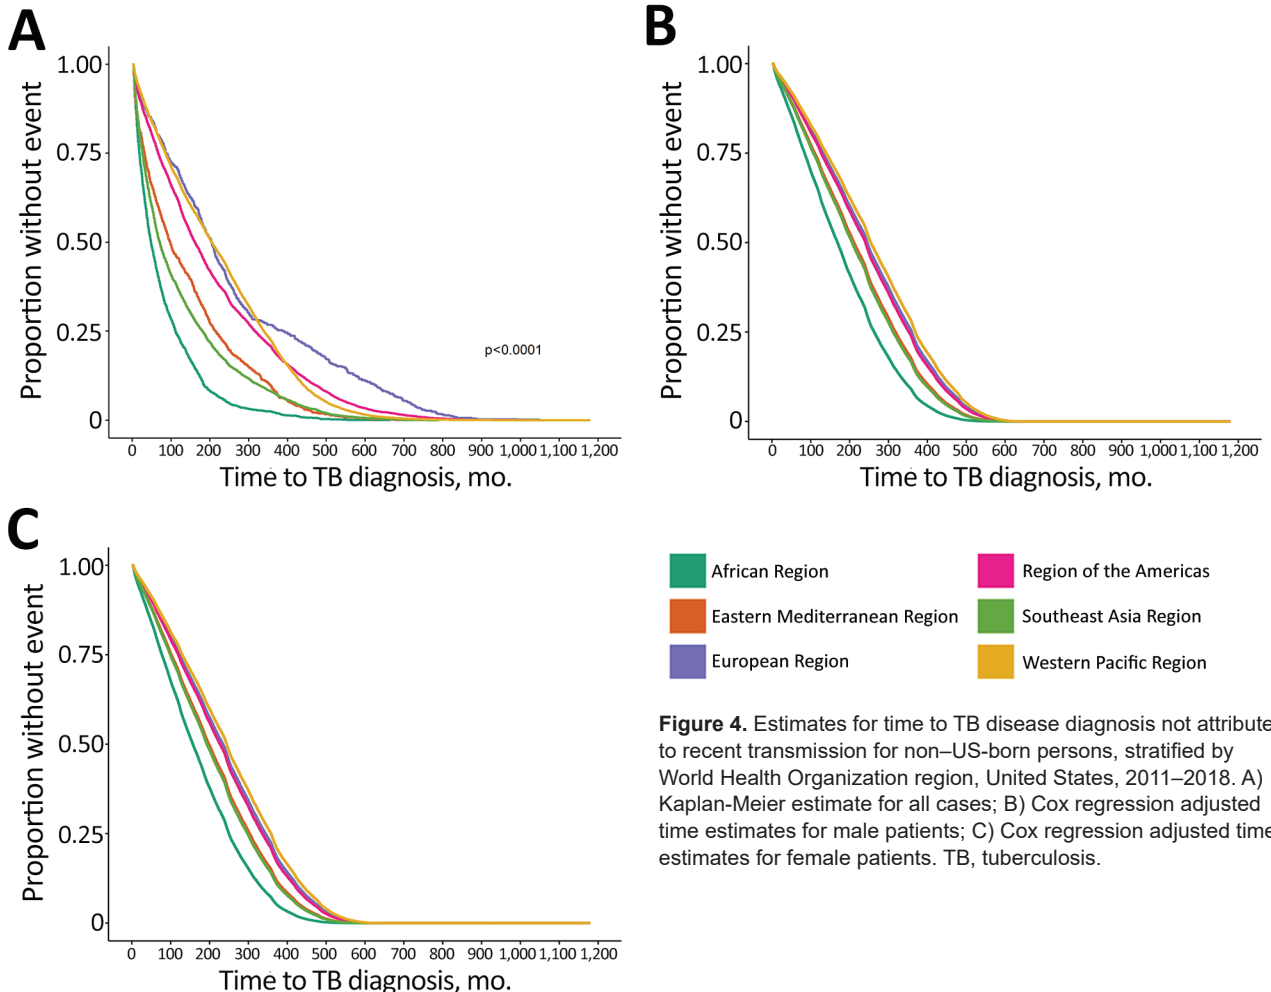 A
1.00
0.75
0.50
0.25
0
Proportion without event
p<0.0001
0 100 200 300 400 500 600 700 800 900 1,000 1,100 1,200
Time to TB diagnosis, mo.
B
1.00
0.75
0.50
0.25
0
Proportion without event
0 100 200 300 400 500 600 700 800 900 1,000 1,100 1,200
Time to TB diagnosis, mo.
C
1.00
0.75
0.50
0.25
0
Proportion without event
0 100 200 300 400 500 600 700 800 900 1,000 1,100 1,200
Time to TB diagnosis, mo.
African Region
Eastern Mediterranean Region
European Region
Region of the Americas
Southeast Asia Region
Western Pacific Region
Figure 4. Estimates for time to TB disease diagnosis not attribute
to recent transmission for non–US-born persons, stratified by
World Health Organization region, United States, 2011–2018. A)
Kaplan-Meier estimate for all cases; B) Cox regression adjusted
time estimates for male patients; C) Cox regression adjusted time
estimates for female patients. TB, tuberculosis.